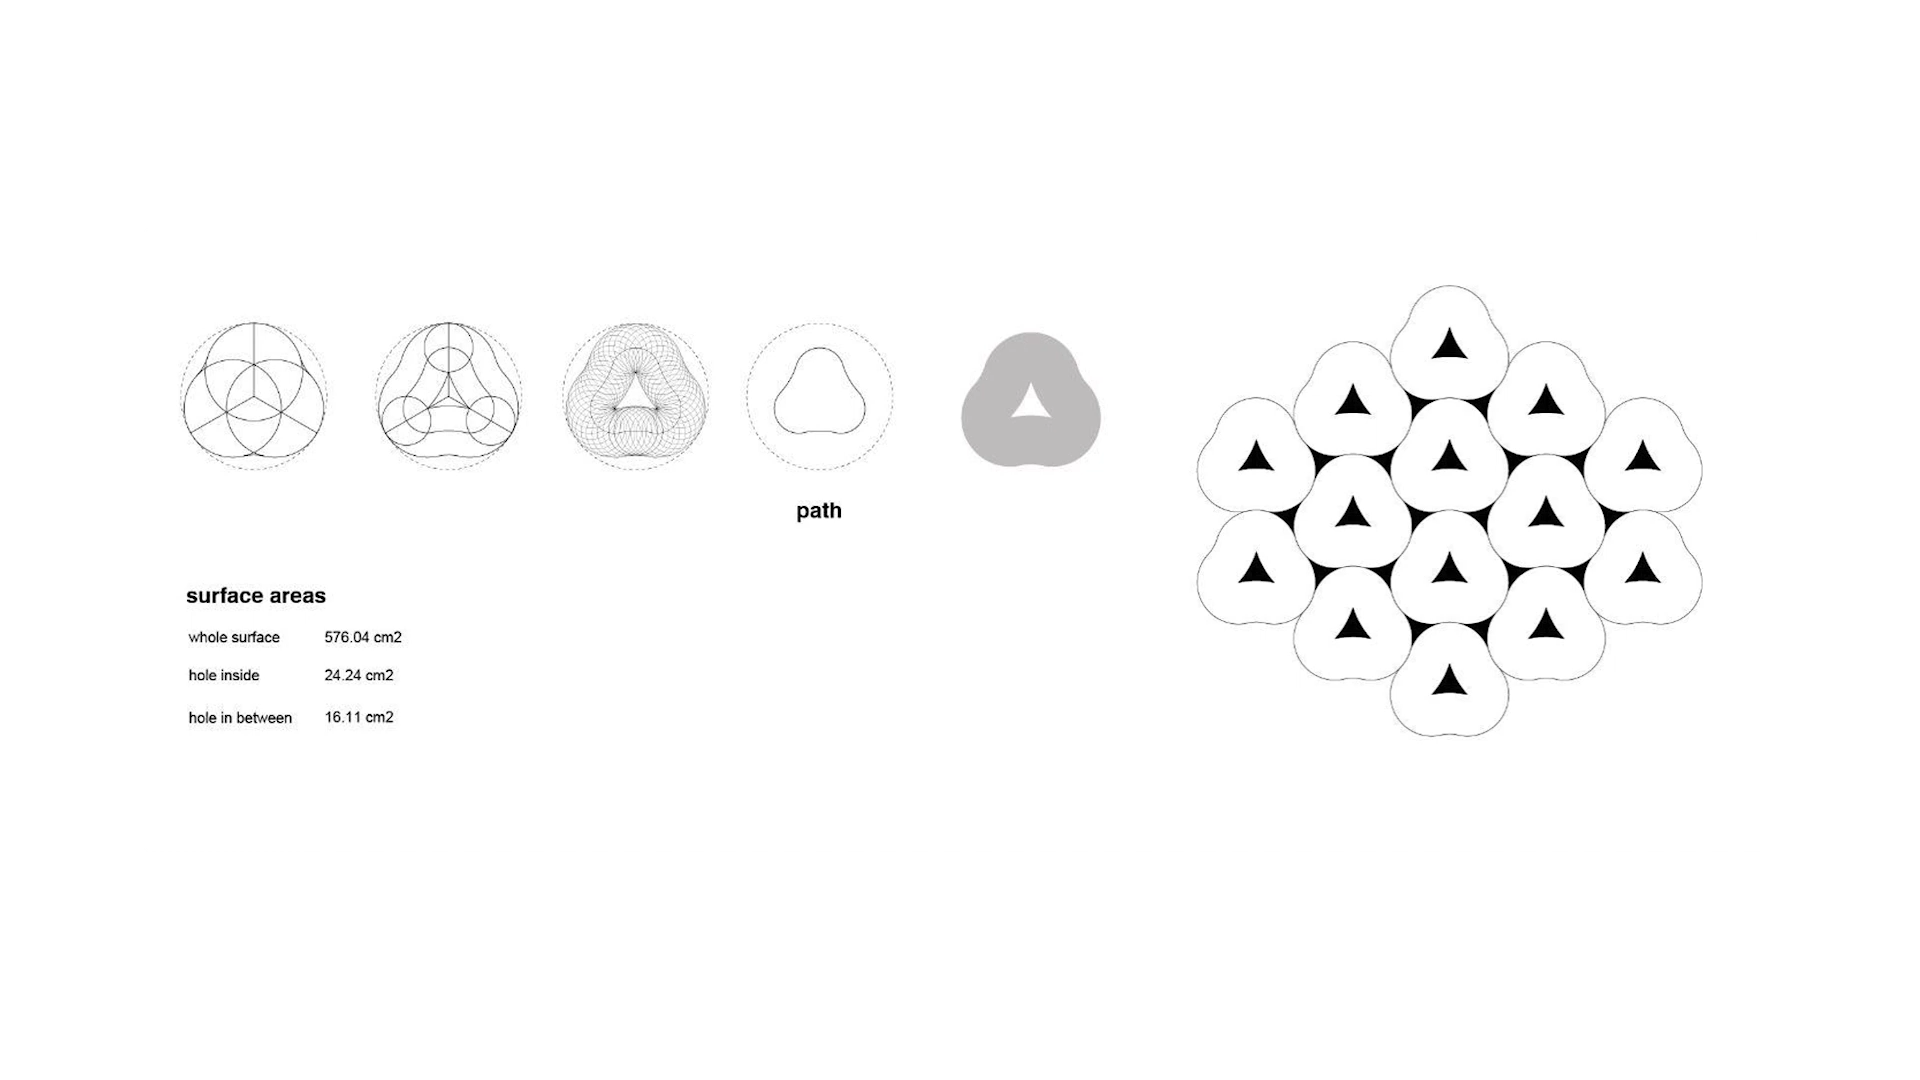 path
surface areas
whole surface 576.04 cm2
hole inside 24.24 cm2
hole in between 16.11 cm2